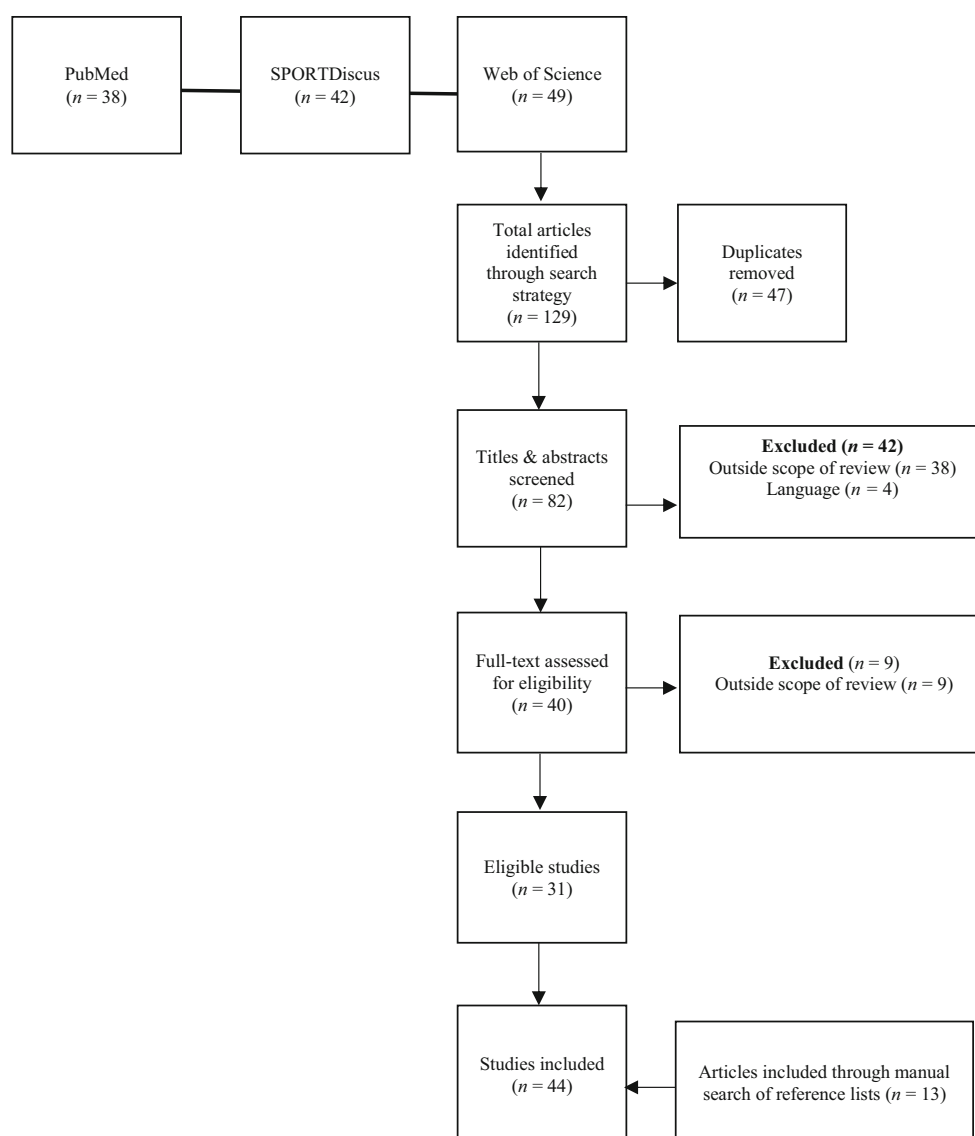 PubMed
(n = 38)
SPORTDiscus
(n = 42)
Web of Science
(n = 49)
Total articles
identified
through search
strategy
(n = 129)
Duplicates
removed
(n = 47)
Titles & abstracts
screened
(n = 82)
Excluded (n = 42)
Outside scope of review (n = 38)
Language (n = 4)
Full-text assessed
for eligibility
(n = 40)
Excluded (n = 9)
Outside scope of review (n = 9)
Eligible studies
(n = 31)
Studies included
(n = 44)
Articles included through manual
search of reference lists (n = 13)